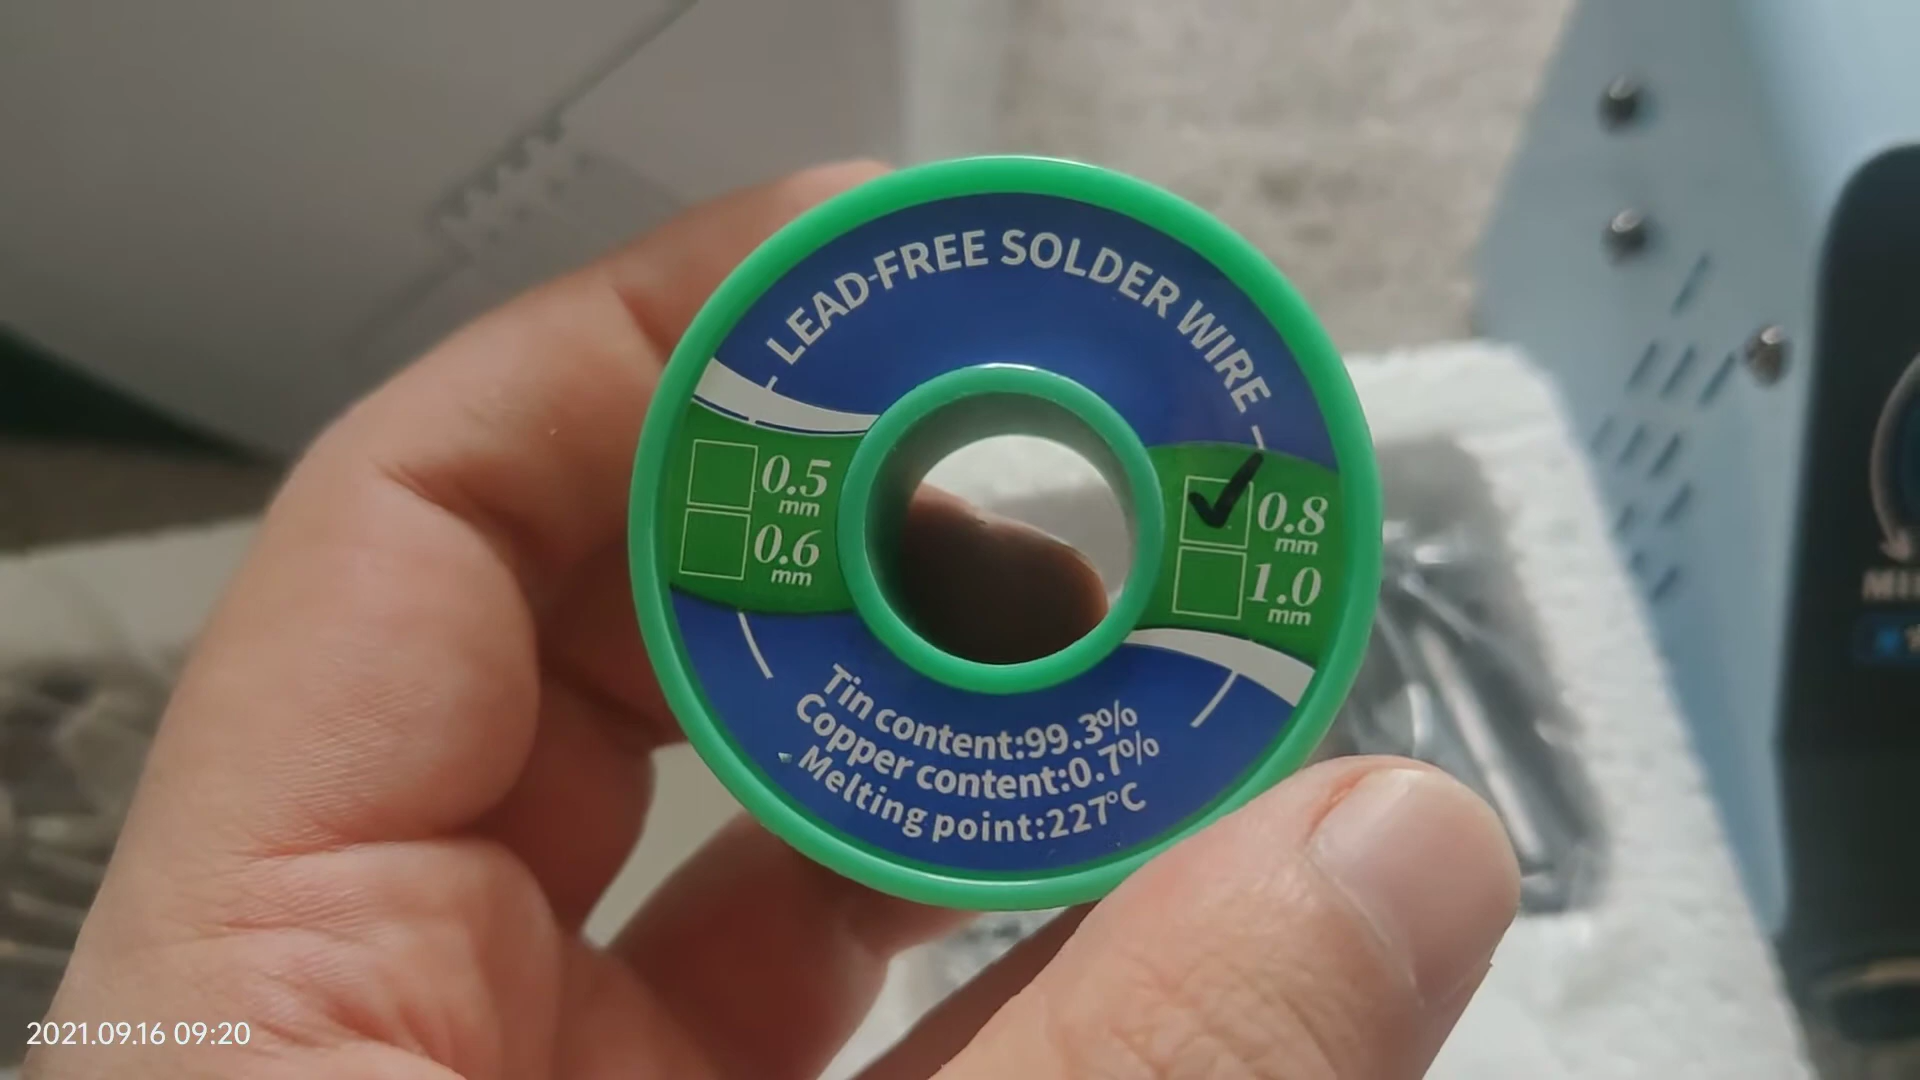 LEAD-FREE SOLDER WIRE
0.5
mm
0.6
mm
0.8
mm
1.0
mm
Tin content:99.3%
Copper content:0.7%
Melting point:227°C
2021.09.16 09:20